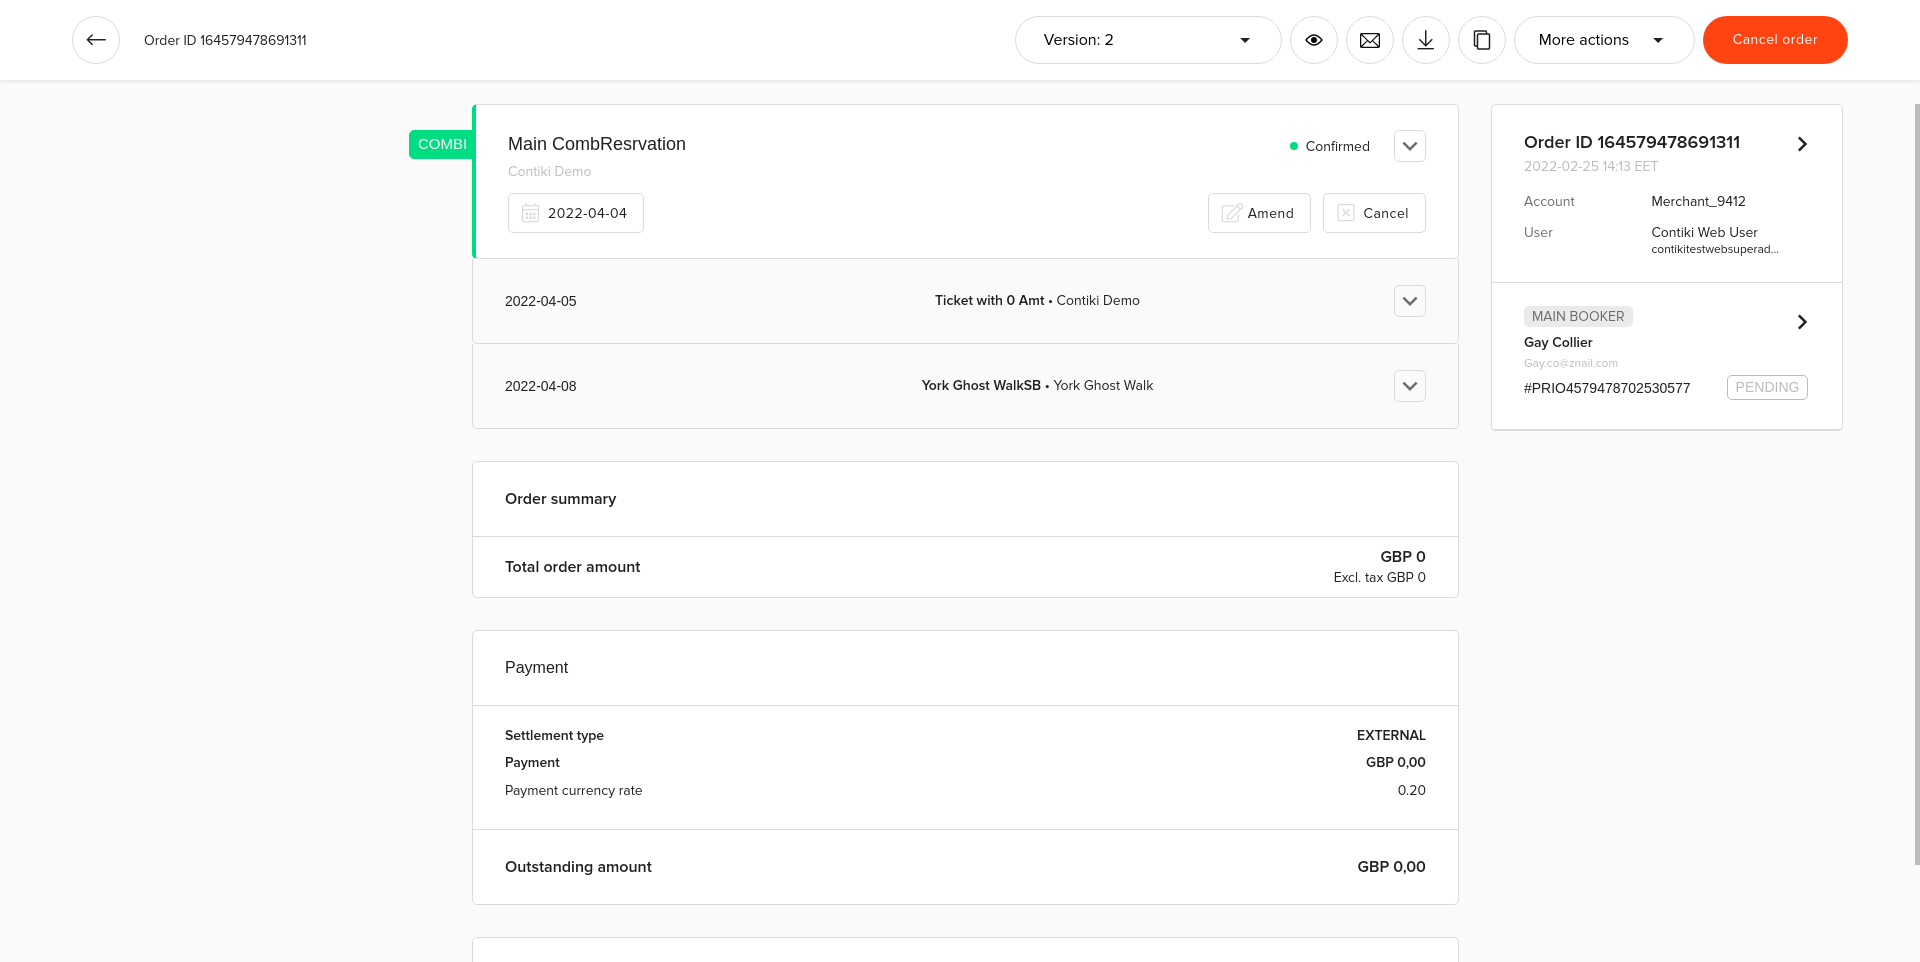 Order ID 164579478691311
Version: 2
More actions
Cancel order
COMBI
Main CombResrvation
Confirmed
Contiki Demo
2022-04-04
Amend
Cancel
2022-04-05
Ticket with 0 Amt • Contiki Demo
2022-04-08
York Ghost WalkSB • York Ghost Walk
Order summary
Total order amount
GBP 0
Excl. tax GBP 0
Payment
Settlement type
EXTERNAL
Payment
GBP 0,00
Payment currency rate
0.20
Outstanding amount
GBP 0,00
Order ID 164579478691311
2022-02-25 14:13 EET
Account
Merchant_9412
User
Contiki Web User
contikitestwebsuperad...
MAIN BOOKER
Gay Collier
Gay.co@znail.com
#PRIO4579478702530577
PENDING